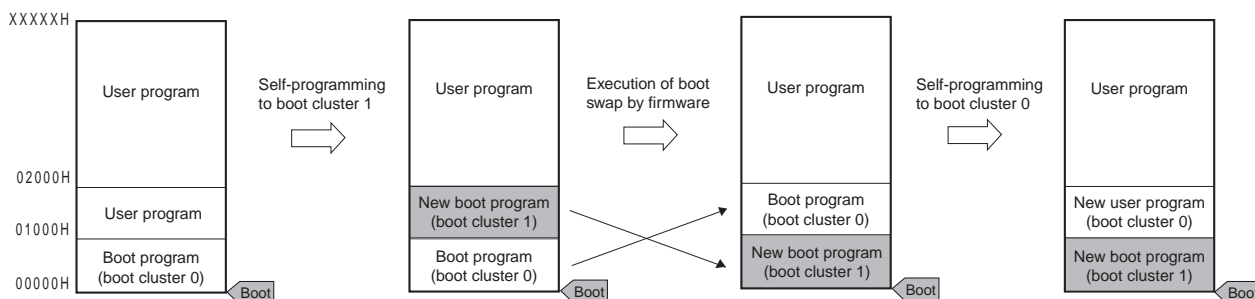 XXXXXH
User program
02000H
User program
01000H
Boot program
(boot cluster 0)
00000H
Boot
Self-programming
to boot cluster 1
User program
New boot program
(boot cluster 1)
Boot program
(boot cluster 0)
Boot
Execution of boot
swap by firmware
User program
Boot program
(boot cluster 0)
New boot program
(boot cluster 1)
Boot
Self-programming
to boot cluster 0
User program
New user program
(boot cluster 0)
New boot program
(boot cluster 1)
Boo